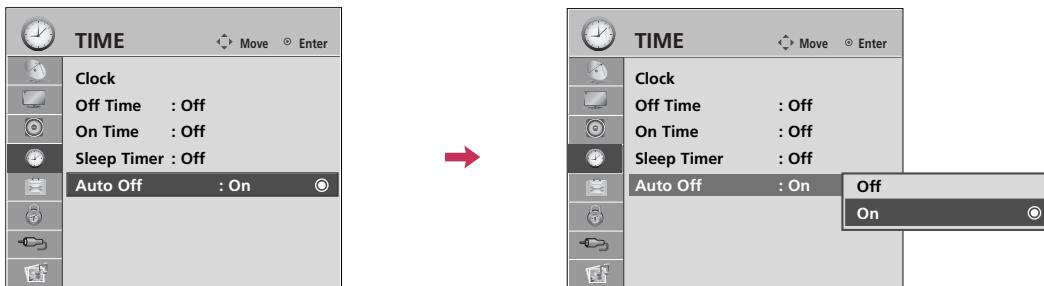 TIME Move Enter
Clock
Off Time : Off
On Time : Off
Sleep Timer : Off
Auto Off : On
TIME Move Enter
Clock
Off Time : Off
On Time : Off
Sleep Timer : Off
Auto Off : On
Off
On